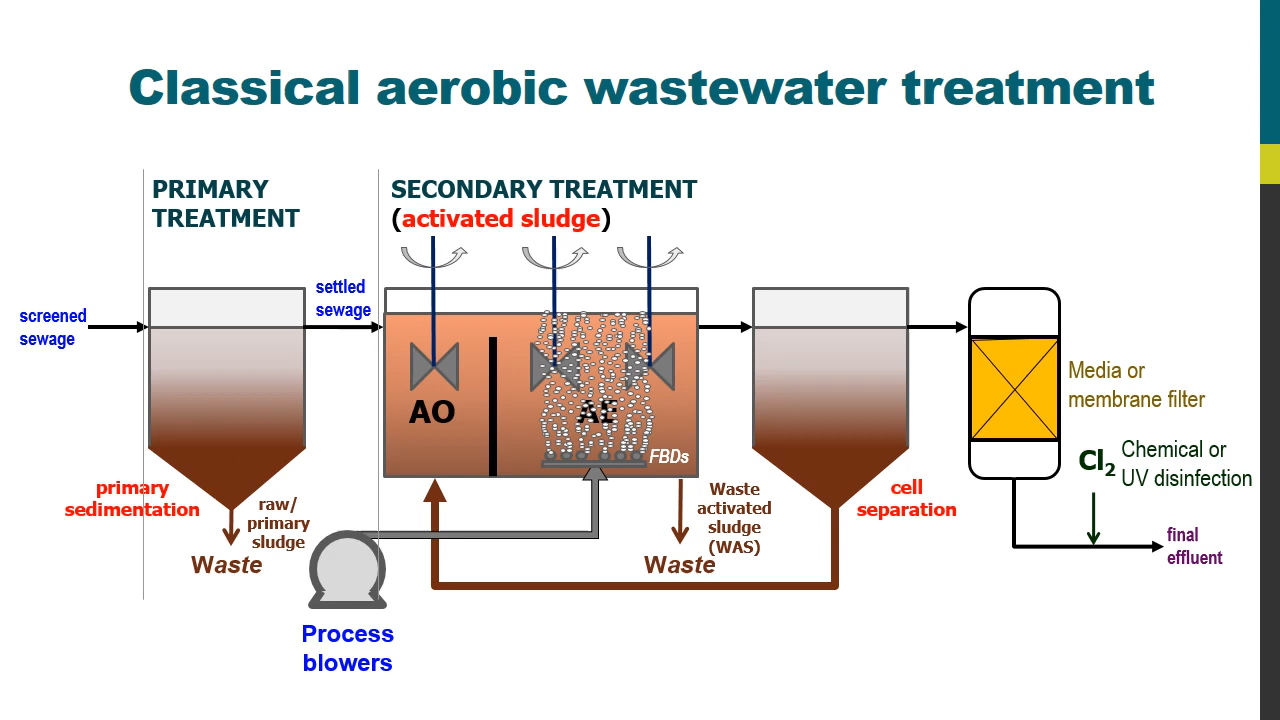 Classical aerobic wastewater treatment
PRIMARY
TREATMENT
SECONDARY TREATMENT
(activated sludge)
screened
sewage
settled
sewage
AO
FBDs
Media or
membrane filter
Cl2
Chemical or
UV disinfection
primary
sedimentation
raw/
primary
sludge
Waste
Waste
activated
sludge
(WAS)
Waste
cell
separation
final
effluent
Process
blowers